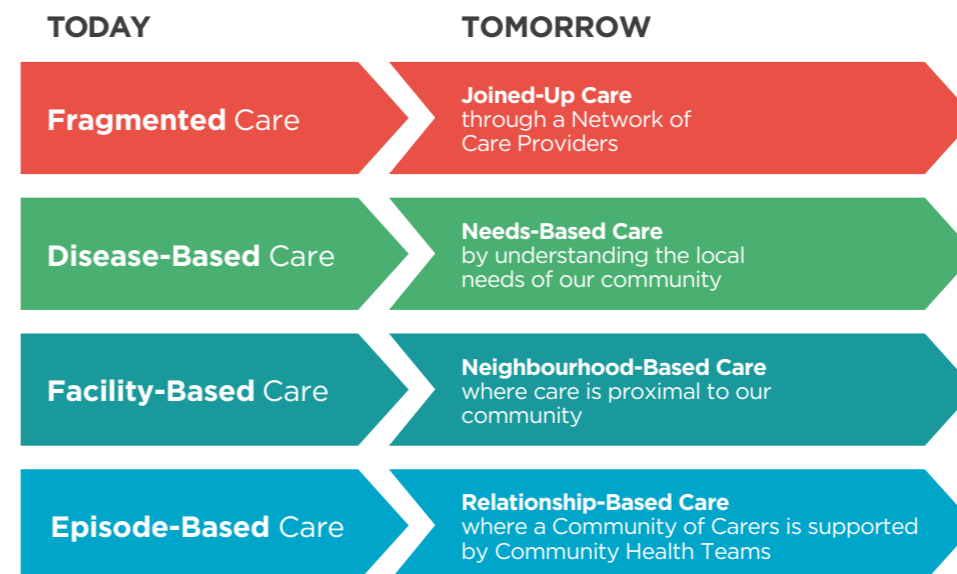 TODAY
TOMORROW
Fragmented Care
Joined-Up Care
through a Network of
Care Providers
Disease-Based Care
Needs-Based Care
by understanding the local
needs of our community
Facility-Based Care
Neighbourhood-Based Care
where care is proximal to our
community
Episode-Based Care
Relationship-Based Care
where a Community of Carers is supported
by Community Health Teams